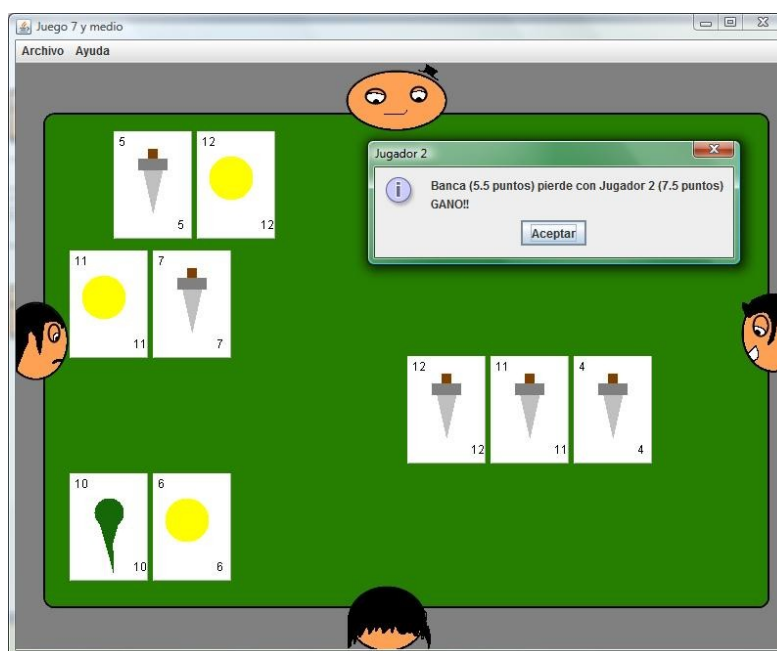 Juego 7 y medio
Archivo Ayuda
5 12
5 12
Jugador 2
Banca (5.5 puntos) pierde con Jugador 2 (7.5 puntos)
GANO!!
Aceptar
11 7
11 7
12 11 4
12 11 4
10 6
10 6